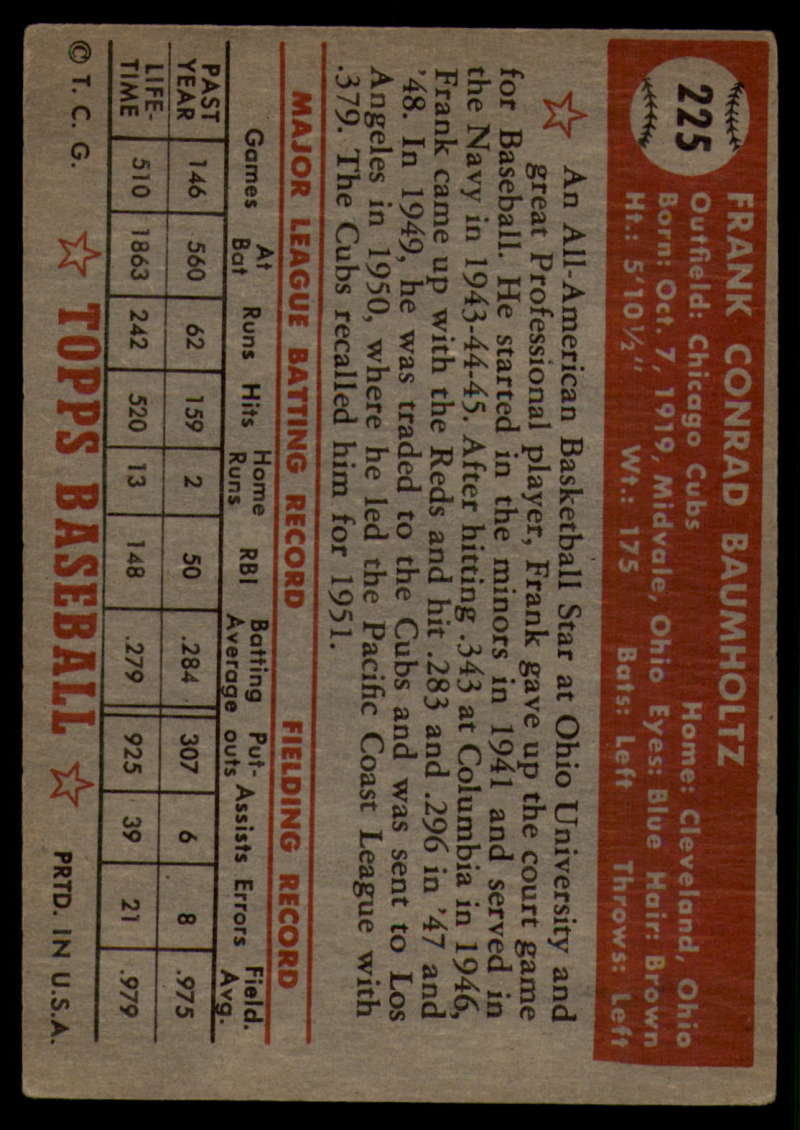 225
FRANK CONRAD BAUMHOLTZ
Outfield: Chicago Cubs Home: Cleveland, Ohio
Born: Oct. 7, 1919, Midvale, Ohio Eyes: Blue Hair: Brown
Ht.: 5'10½" Wt.: 175 Bats: Left Throws: Left
An All-American Basketball Star at Ohio University and
great Professional player, Frank gave up the court game
for Baseball. He started in the minors in 1941 and served in
the Navy in 1943-44-45. After hitting .343 at Columbia in 1946,
Frank came up with the Reds and hit .283 and .296 in '47 and
'48. In 1949, he was traded to the Cubs and was sent to Los
Angeles in 1950, where he led the Pacific Coast League with
.379. The Cubs recalled him for 1951.
MAJOR LEAGUE BATTING RECORD FIELDING RECORD
Games At Bat Runs Hits Home Runs RBI Batting Average Put-outs Assists Errors Field. Avg.
PAST YEAR 146 560 62 159 2 50 .284 307 6 8 .975
LIFE-TIME 510 1863 242 520 13 148 .279 925 39 21 .979
© T. C. G. TOPPS BASEBALL PRTD. IN U.S.A.